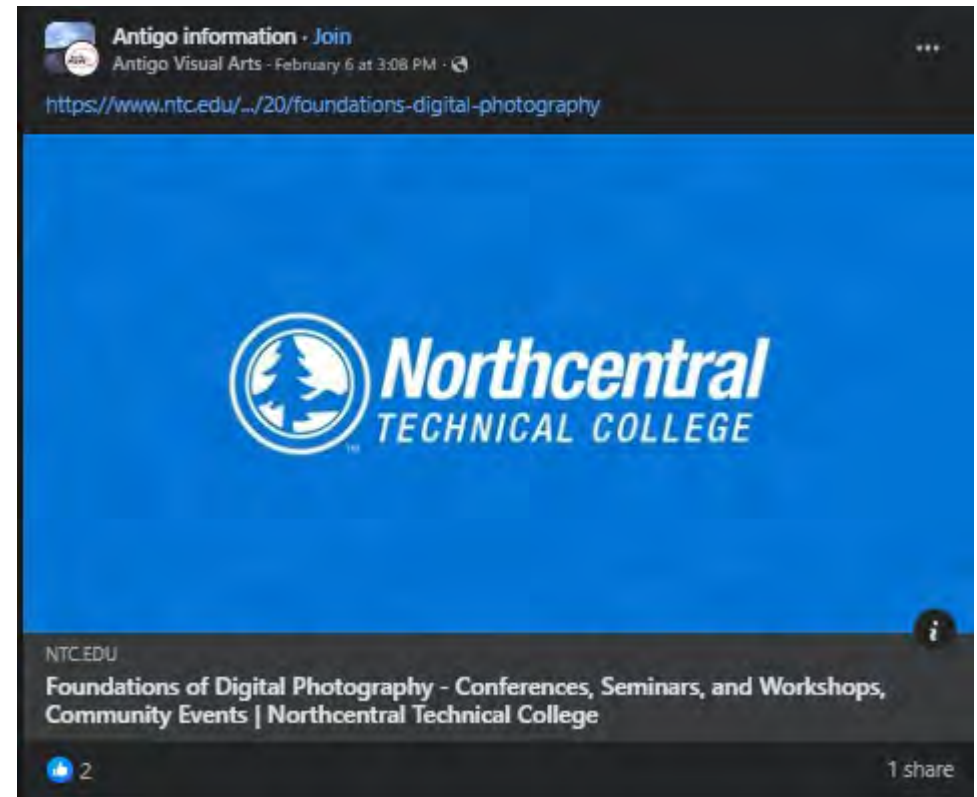 Antigo information · Join
Antigo Visual Arts · February 6 at 3:08 PM ·
https://www.ntc.edu/.../20/foundations-digital-photography
Northcentral
TECHNICAL COLLEGE
TM
i
NTC.EDU
Foundations of Digital Photography - Conferences, Seminars, and Workshops,
Community Events | Northcentral Technical College
2
1 share